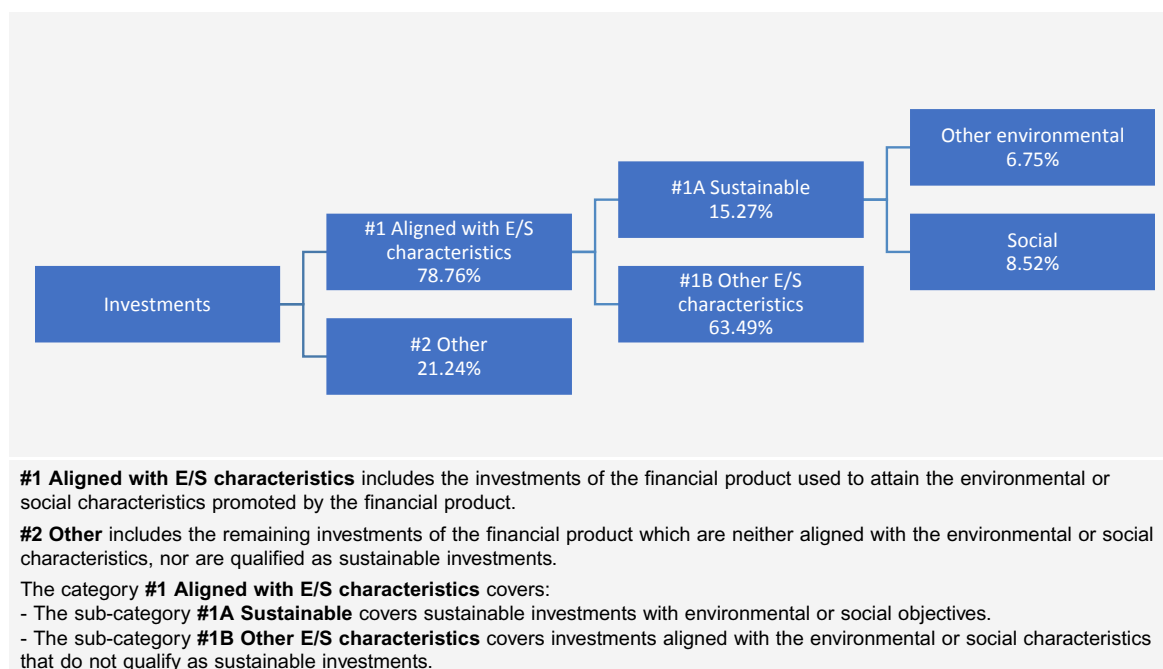 Investments
#1 Aligned with E/S
characteristics
78.76%
#2 Other
21.24%
#1A Sustainable
15.27%
#1B Other E/S
characteristics
63.49%
Other environmental
6.75%
Social
8.52%
#1 Aligned with E/S characteristics includes the investments of the financial product used to attain the environmental or
social characteristics promoted by the financial product.
#2 Other includes the remaining investments of the financial product which are neither aligned with the environmental or social
characteristics, nor are qualified as sustainable investments.
The category #1 Aligned with E/S characteristics covers:
- The sub-category #1A Sustainable covers sustainable investments with environmental or social objectives.
- The sub-category #1B Other E/S characteristics covers investments aligned with the environmental or social characteristics
that do not qualify as sustainable investments.